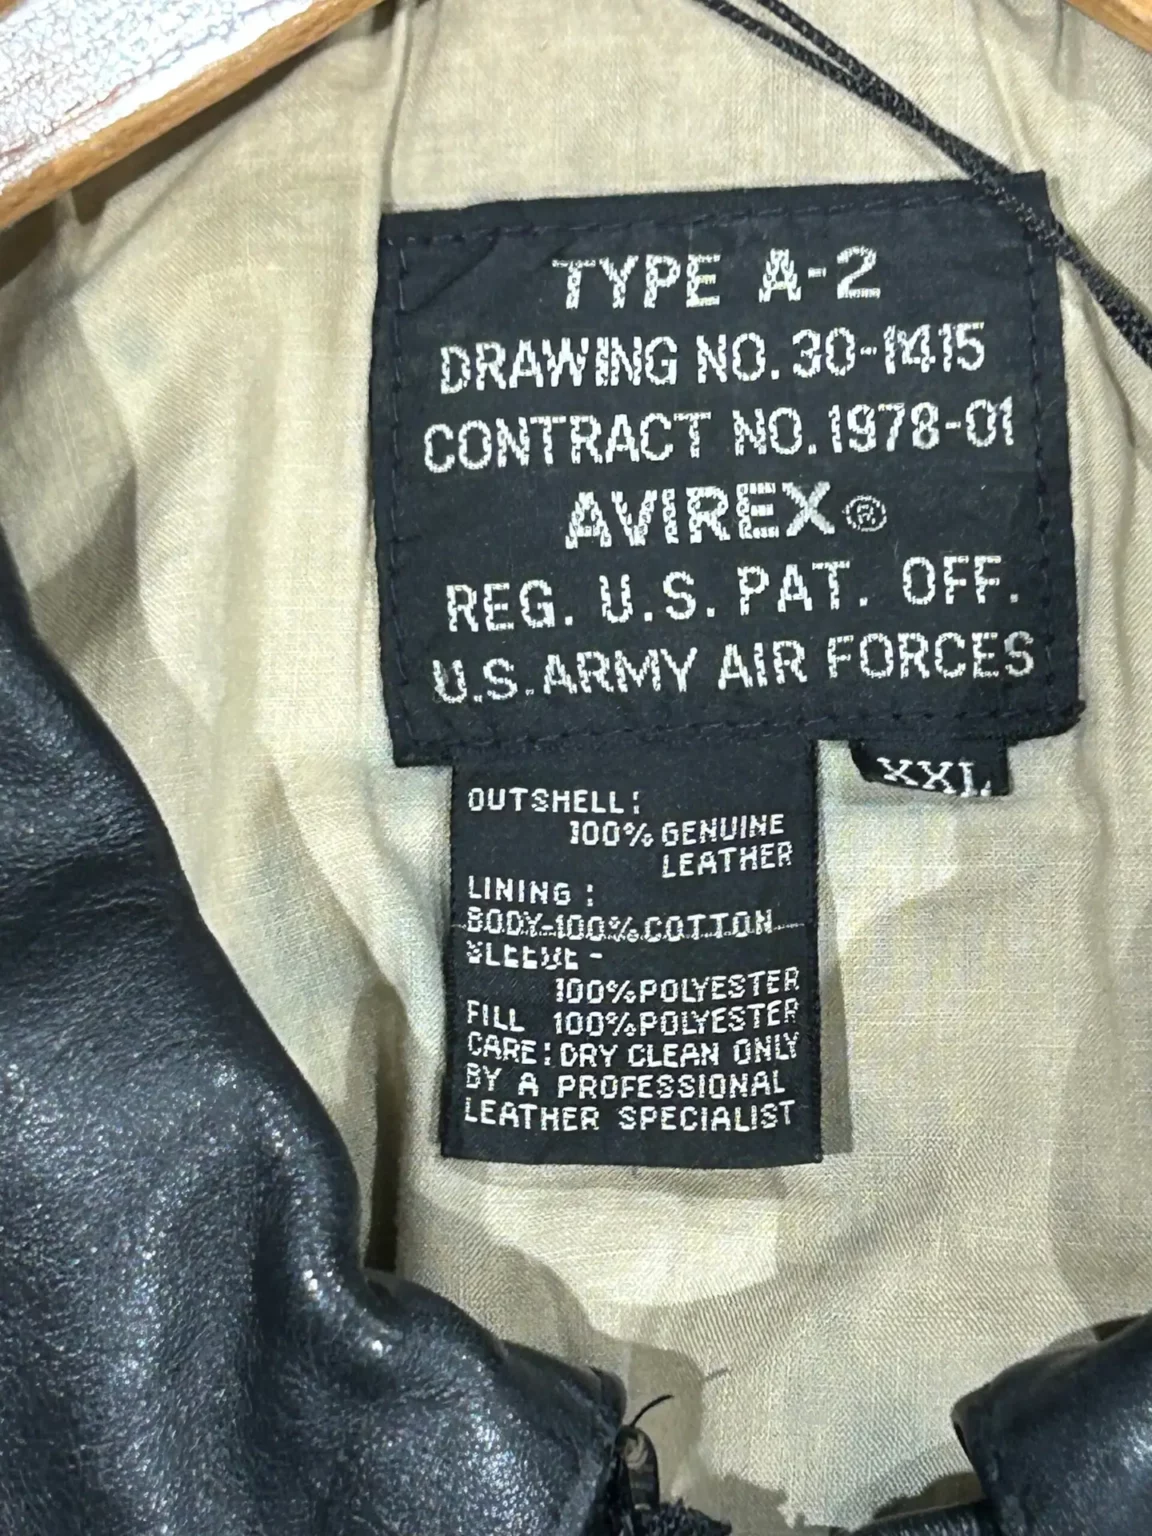 TYPE A-2
DRAWING NO. 30-1415
CONTRACT NO. 1978-01
AVIREX®
REG. U.S. PAT. OFF.
U.S. ARMY AIR FORCES
XXL
OUTSHELL:
100% GENUINE
LEATHER
LINING:
BODY-100% COTTON
SLEEVE-
100% POLYESTER
FILL 100% POLYESTER
CARE: DRY CLEAN ONLY
BY A PROFESSIONAL
LEATHER SPECIALIST